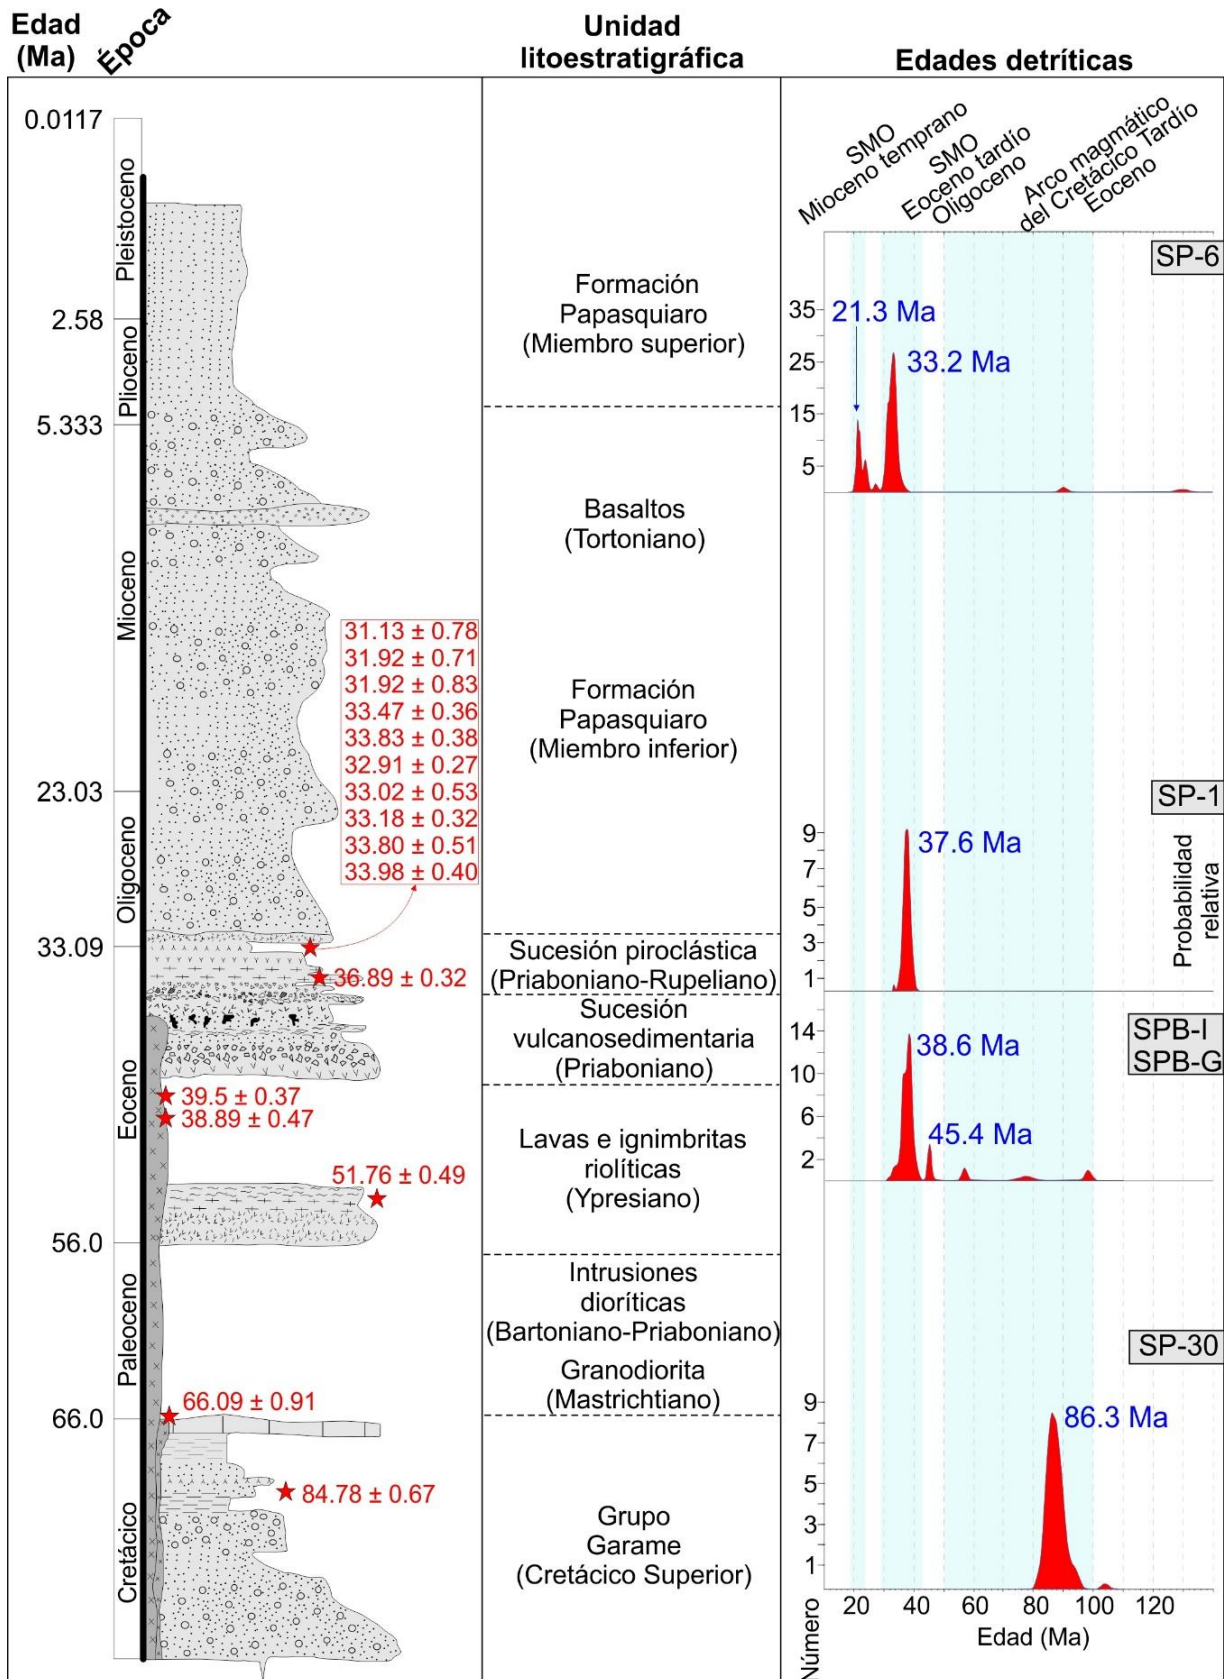 Edad
(Ma)
Época
Unidad
litoestratigráfica
Edades detríticas
0.0117
2.58
5.333
23.03
33.09
56.0
66.0
Pleistoceno
Plioceno
Mioceno
Oligoceno
Eoceno
Paleoceno
Cretácico
31.13 ± 0.78
31.92 ± 0.71
31.92 ± 0.83
33.47 ± 0.36
33.83 ± 0.38
32.91 ± 0.27
33.02 ± 0.53
33.18 ± 0.32
33.80 ± 0.51
33.98 ± 0.40
36.89 ± 0.32
39.5 ± 0.37
38.89 ± 0.47
51.76 ± 0.49
66.09 ± 0.91
84.78 ± 0.67
Formación
Papasquiaro
(Miembro superior)
Basaltos
(Tortoniano)
Formación
Papasquiaro
(Miembro inferior)
Sucesión piroclástica
(Priaboniano-Rupeliano)
Sucesión
vulcanosedimentaria
(Priaboniano)
Lavas e ignimbritas
riolíticas
(Ypresiano)
Intrusiones
dioríticas
(Bartoniano-Priaboniano)
Granodiorita
(Mastrichtiano)
Grupo
Garame
(Cretácico Superior)
SMO
Mioceno temprano
SMO
Eoceno tardío
Oligoceno
Arco magmático
del Cretácico Tardío
Eoceno
SP-6
35
25
15
5
21.3 Ma
33.2 Ma
SP-1
9
7
5
3
1
37.6 Ma
Probabilidad
relativa
SPB-I
SPB-G
14
10
6
2
38.6 Ma
45.4 Ma
SP-30
9
7
5
3
1
86.3 Ma
Número
20 40 60 80 100 120
Edad (Ma)